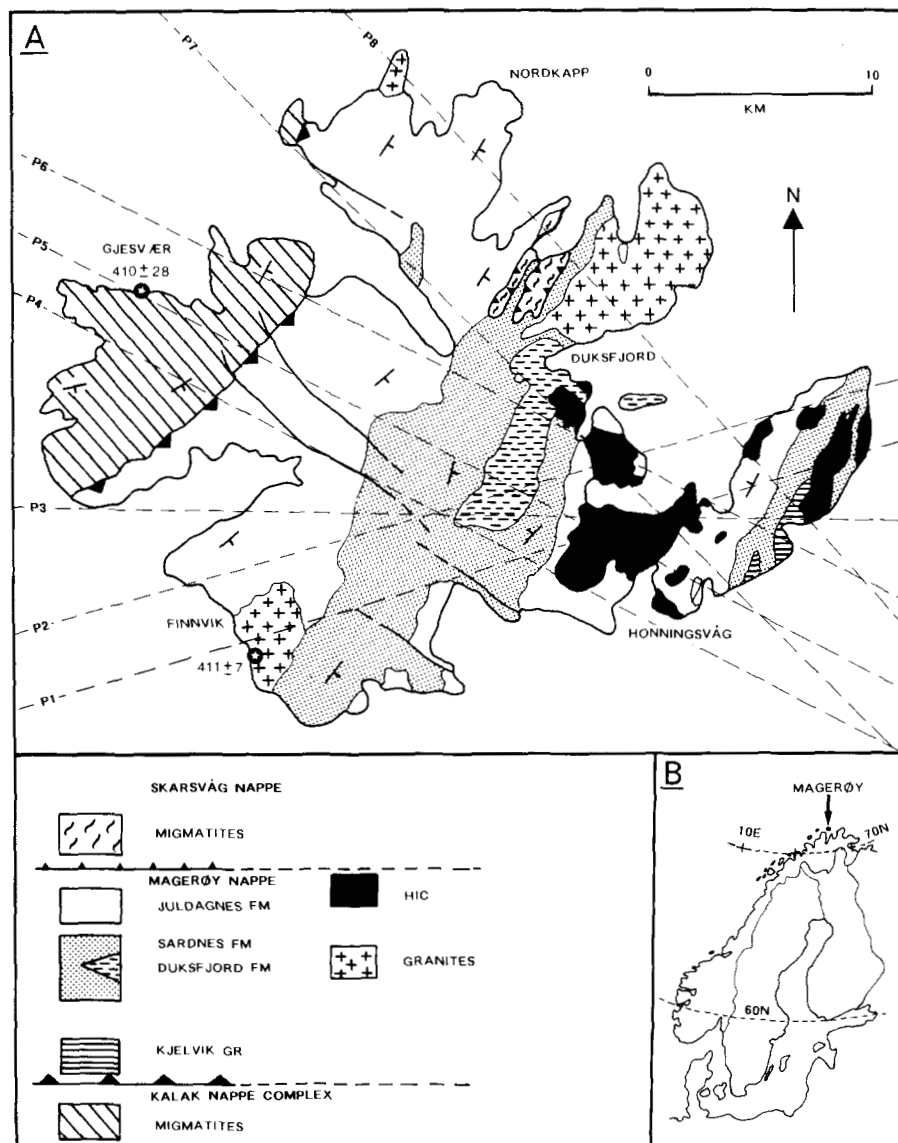 A
P7
P8
NORDKAPP
0 10
KM
P6
N
P5
GJESVÆR
410 ± 28
P4
DUKSFJORD
P3
P2
FINNVIK
HONNINGSVÅG
411 ± 7
P1
SKARSVÅG NAPPE
MIGMATITES
MAGERØY NAPPE
JULDAGNES FM
HIC
SARDNES FM
DUKSFJORD FM
GRANITES
KJELVIK GR
KALAK NAPPE COMPLEX
MIGMATITES
B
MAGERØY
10E
70N
60N